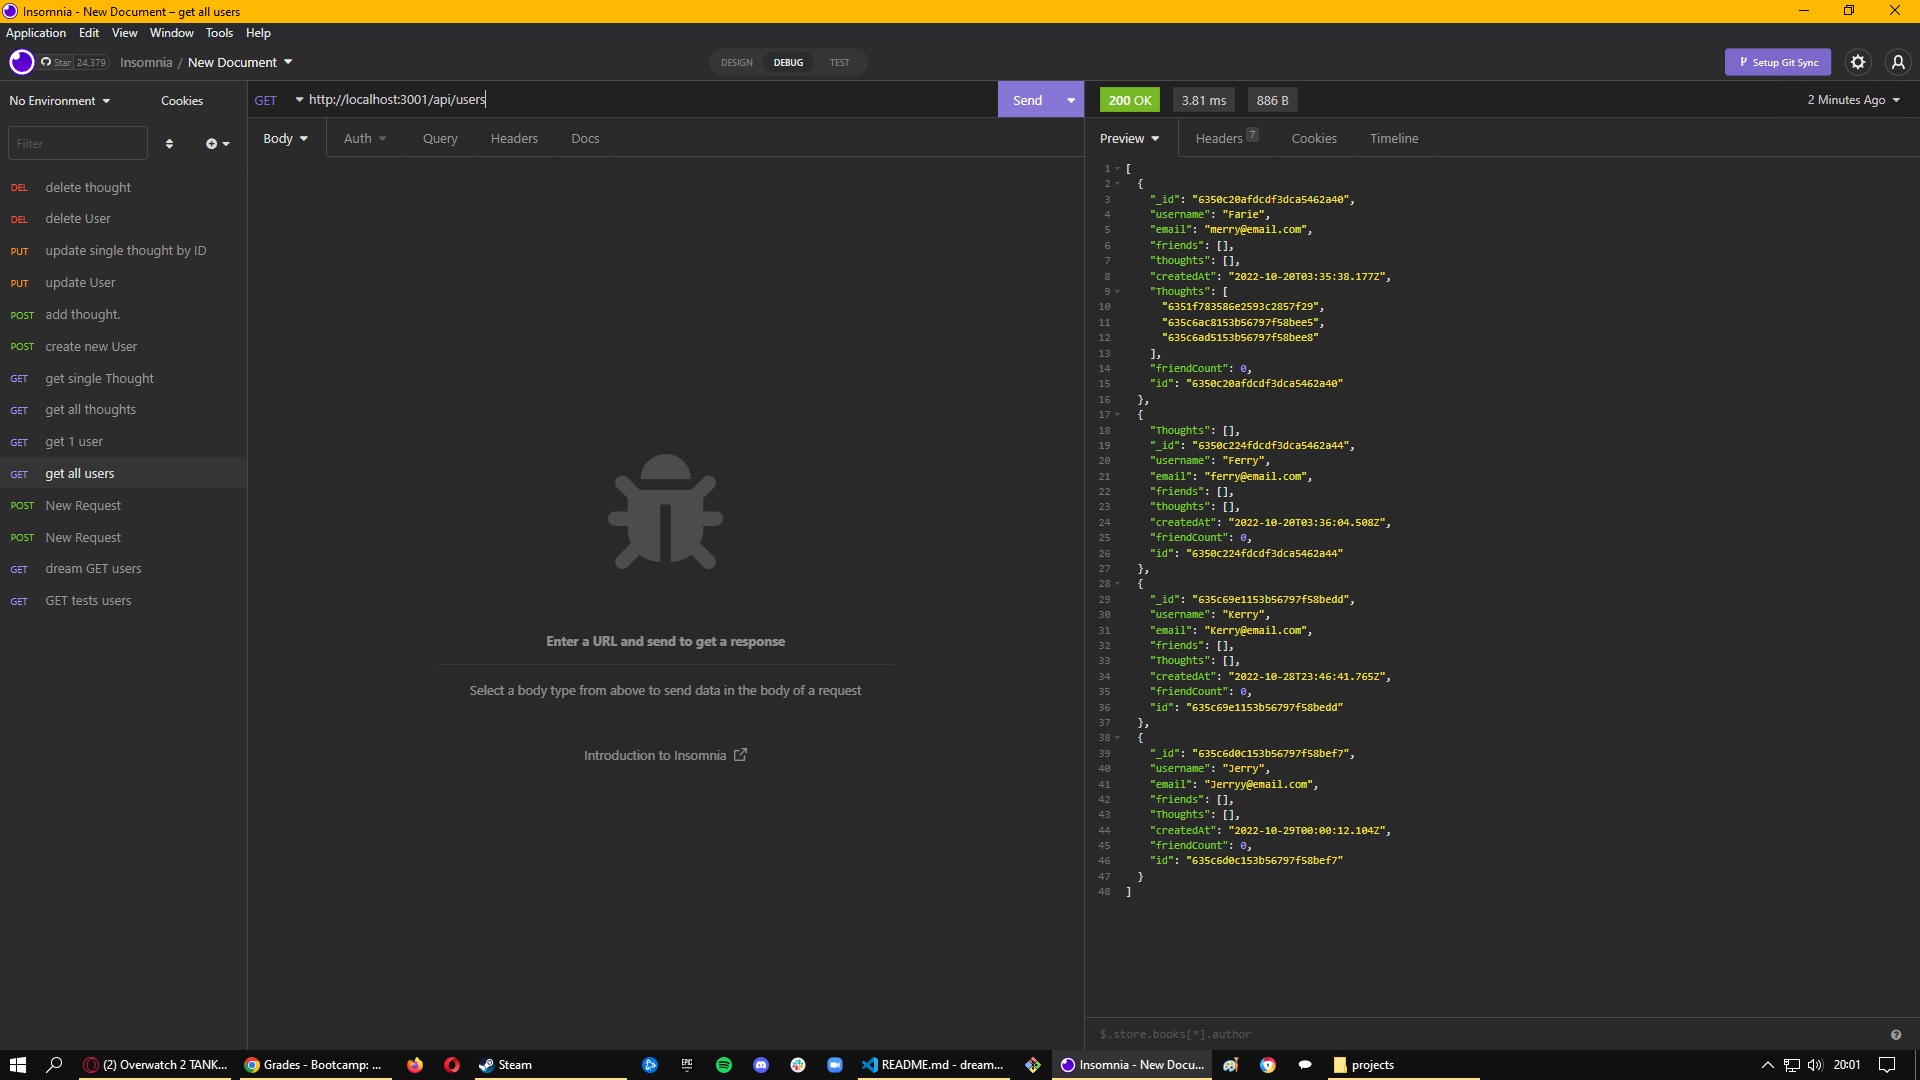 Insomnia - New Document – get all users
Application Edit View Window Tools Help
Star 24,379 Insomnia / New Document DESIGN DEBUG TEST Setup Git Sync
No Environment Cookies
Filter
DEL delete thought
DEL delete User
PUT update single thought by ID
PUT update User
POST add thought.
POST create new User
GET get single Thought
GET get all thoughts
GET get 1 user
GET get all users
POST New Request
POST New Request
GET dream GET users
GET GET tests users
GET http://localhost:3001/api/users Send
Body Auth Query Headers Docs
Enter a URL and send to get a response
Select a body type from above to send data in the body of a request
Introduction to Insomnia
200 OK 3.81 ms 886 B 2 Minutes Ago
Preview Headers 7 Cookies Timeline
1 [
2 {
3 "_id": "6350c20afdcdf3dca5462a40",
4 "username": "Farie",
5 "email": "merry@email.com",
6 "friends": [],
7 "thoughts": [],
8 "createdAt": "2022-10-20T03:35:38.177Z",
9 "Thoughts": [
10 "6351f783586e2593c2857f29",
11 "635c6ac8153b56797f58bee5",
12 "635c6ad5153b56797f58bee8"
13 ],
14 "friendCount": 0,
15 "id": "6350c20afdcdf3dca5462a40"
16 },
17 {
18 "Thoughts": [],
19 "_id": "6350c224fdcdf3dca5462a44",
20 "username": "Ferry",
21 "email": "ferry@email.com",
22 "friends": [],
23 "thoughts": [],
24 "createdAt": "2022-10-20T03:36:04.508Z",
25 "friendCount": 0,
26 "id": "6350c224fdcdf3dca5462a44"
27 },
28 {
29 "_id": "635c69e1153b56797f58bedd",
30 "username": "Kerry",
31 "email": "Kerry@email.com",
32 "friends": [],
33 "Thoughts": [],
34 "createdAt": "2022-10-28T23:46:41.765Z",
35 "friendCount": 0,
36 "id": "635c69e1153b56797f58bedd"
37 },
38 {
39 "_id": "635c6d0c153b56797f58bef7",
40 "username": "Jerry",
41 "email": "Jerryy@email.com",
42 "friends": [],
43 "Thoughts": [],
44 "createdAt": "2022-10-29T00:00:12.104Z",
45 "friendCount": 0,
46 "id": "635c6d0c153b56797f58bef7"
47 }
48 ]
$.store.books[*].author
(2) Overwatch 2 TANK... Grades - Bootcamp: ... Steam EPIC README.md - dream... Insomnia - New Docu... projects 20:01